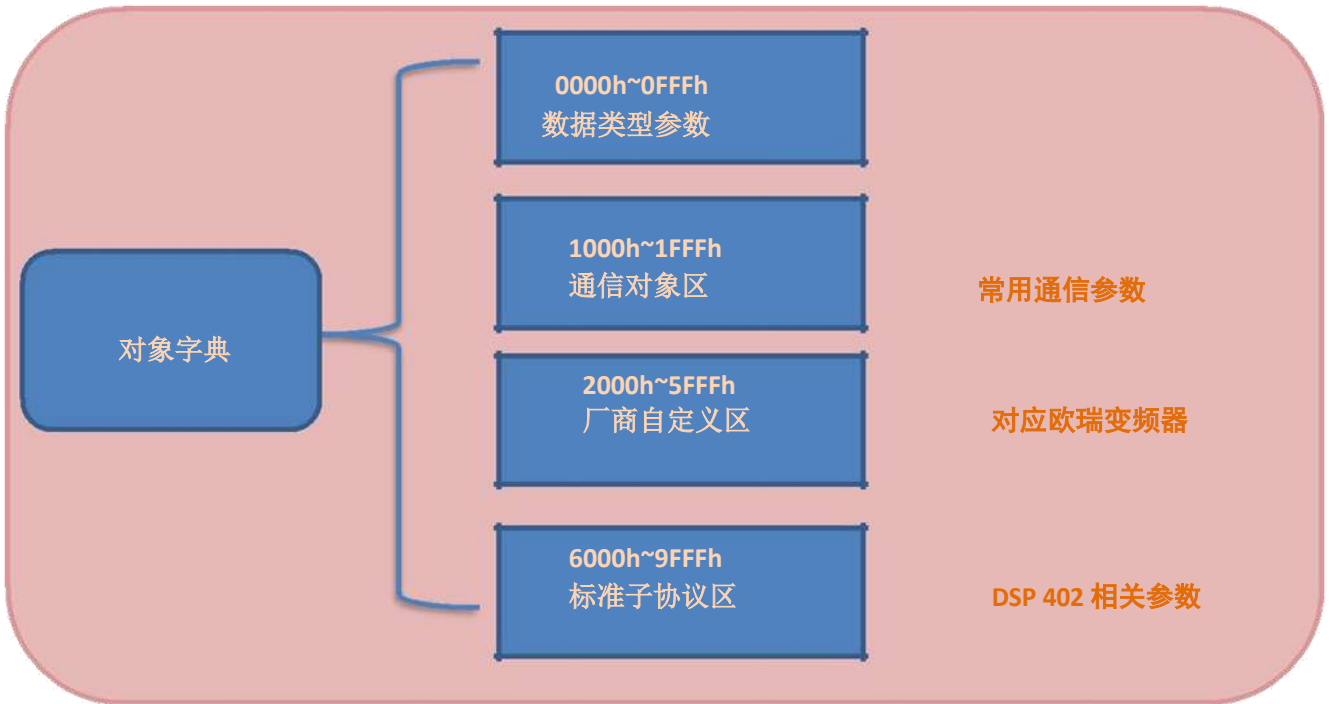 0000h~0FFFh
数据类型参数
1000h~1FFFh
通信对象区
常用通信参数
对象字典
2000h~5FFFh
厂商自定义区
对应欧瑞变频器
6000h~9FFFh
标准子协议区
DSP 402 相关参数